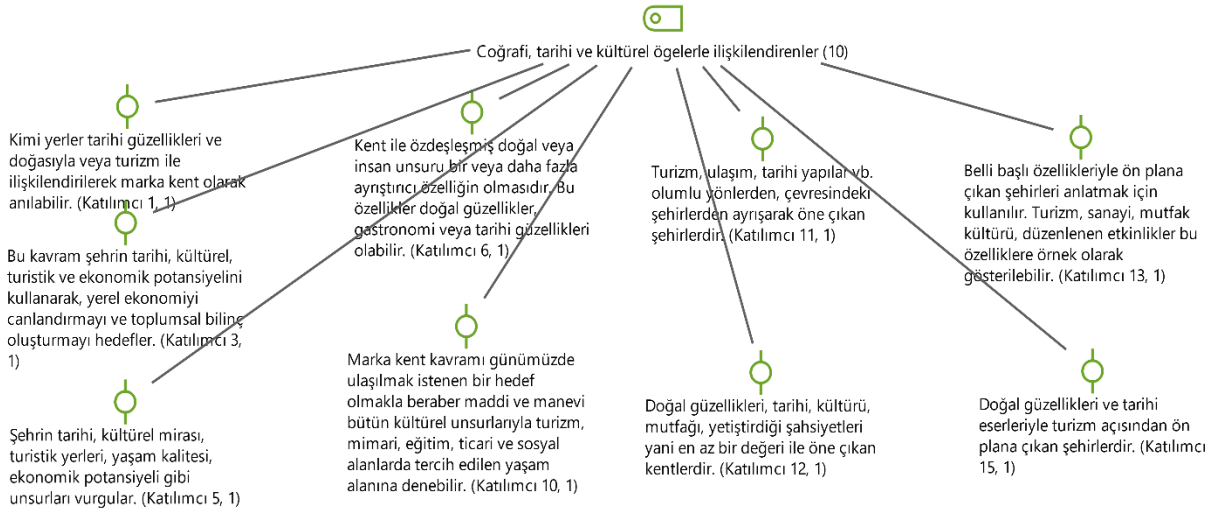 Coğrafi, tarihi ve kültürel ögelerle ilişkilendirenler (10)
Kimi yerler tarihi güzellikleri ve
doğasıyla veya turizm ile
ilişkilendirilerek marka kent olarak
anılabilir. (Katılımcı 1, 1)
Bu kavram şehrin tarihi, kültürel,
turistik ve ekonomik potansiyelini
kullanarak, yerel ekonomiyi
canlandırmayı ve toplumsal bilinç
oluşturmayı hedefler. (Katılımcı 3,
1)
Şehrin tarihi, kültürel mirası,
turistik yerleri, yaşam kalitesi,
ekonomik potansiyeli gibi
unsurları vurgular. (Katılımcı 5, 1)
Kent ile özdeşleşmiş doğal veya
insan unsuru bir veya daha fazla
ayrıştırıcı özelliğin olmasıdır. Bu
özellikler doğal güzellikler,
gastronomi veya tarihi güzellikleri
olabilir. (Katılımcı 6, 1)
Marka kent kavramı günümüzde
ulaşılmak istenen bir hedef
olmakla beraber maddi ve manevi
bütün kültürel unsurlarıyla turizm,
mimari, eğitim, ticari ve sosyal
alanlarda tercih edilen yaşam
alanına denebilir. (Katılımcı 10, 1)
Turizm, ulaşım, tarihi yapılar vb.
olumlu yönlerden, çevresindeki
şehirlerden ayrışarak öne çıkan
şehirlerdir. (Katılımcı 11, 1)
Doğal güzellikleri, tarihi, kültürü,
mutfağı, yetiştirdiği şahsiyetleri
yani en az bir değeri ile öne çıkan
kentlerdir. (Katılımcı 12, 1)
Belli başlı özellikleriyle ön plana
çıkan şehirleri anlatmak için
kullanılır. Turizm, sanayi, mutfak
kültürü, düzenlenen etkinlikler bu
özelliklere örnek olarak
gösterilebilir. (Katılımcı 13, 1)
Doğal güzellikleri ve tarihi
eserleriyle turizm açısından ön
plana çıkan şehirlerdir. (Katılımcı
15, 1)